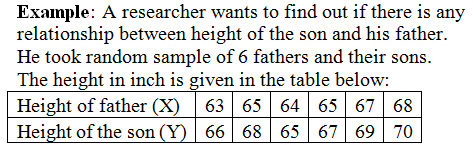 Example: A researcher wants to find out if there is any
relationship between height of the son and his father.
He took random sample of 6 fathers and their sons.
The height in inch is given in the table below:
Height of father (X) 63 65 64 65 67 68
Height of the son (Y) 66 68 65 67 69 70